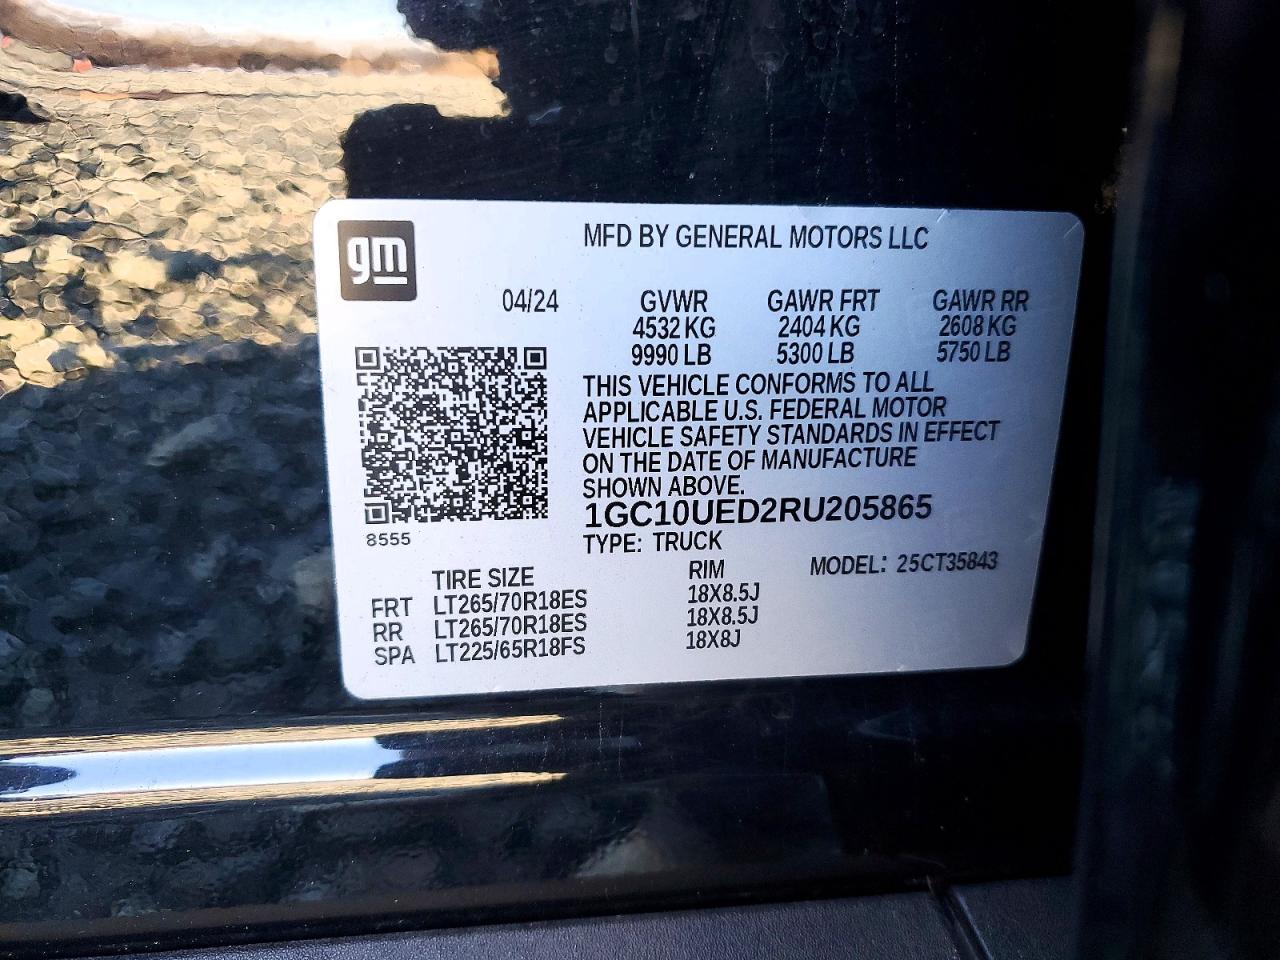 gm
MFD BY GENERAL MOTORS LLC
04/24 GVWR GAWR FRT GAWR RR
4532 KG 2404 KG 2608 KG
9990 LB 5300 LB 5750 LB
THIS VEHICLE CONFORMS TO ALL
APPLICABLE U.S. FEDERAL MOTOR
VEHICLE SAFETY STANDARDS IN EFFECT
ON THE DATE OF MANUFACTURE
SHOWN ABOVE.
1GC10UED2RU205865
8555
TYPE: TRUCK
TIRE SIZE RIM MODEL: 25CT35843
FRT LT265/70R18ES 18X8.5J
RR LT265/70R18ES 18X8.5J
SPA LT225/65R18FS 18X8J